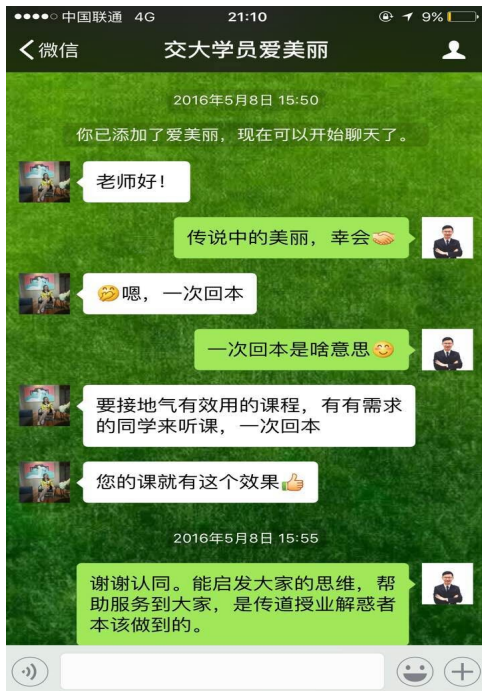 中国联通 4G 21:10 9%
微信 交大学员爱美丽
2016年5月8日 15:50
你已添加了爱美丽，现在可以开始聊天了。
老师好！
传说中的美丽，幸会
嗯，一次回本
一次回本是啥意思
要接地气有效用的课程，有有需求
的同学来听课，一次回本
您的课就有这个效果
2016年5月8日 15:55
谢谢认同。能启发大家的思维，帮
助服务到大家，是传道授业解惑者
本该做到的。